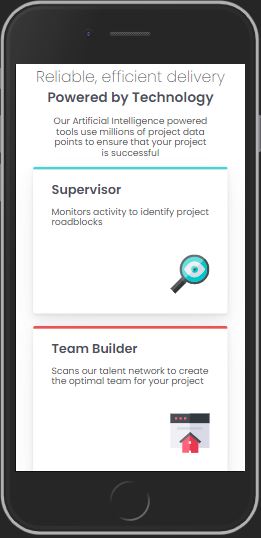 Reliable, efficient delivery
Powered by Technology
Our Artificial Intelligence powered
tools use millions of project data
points to ensure that your project
is successful
Supervisor
Monitors activity to identify project
roadblocks
Team Builder
Scans our talent network to create
the optimal team for your project